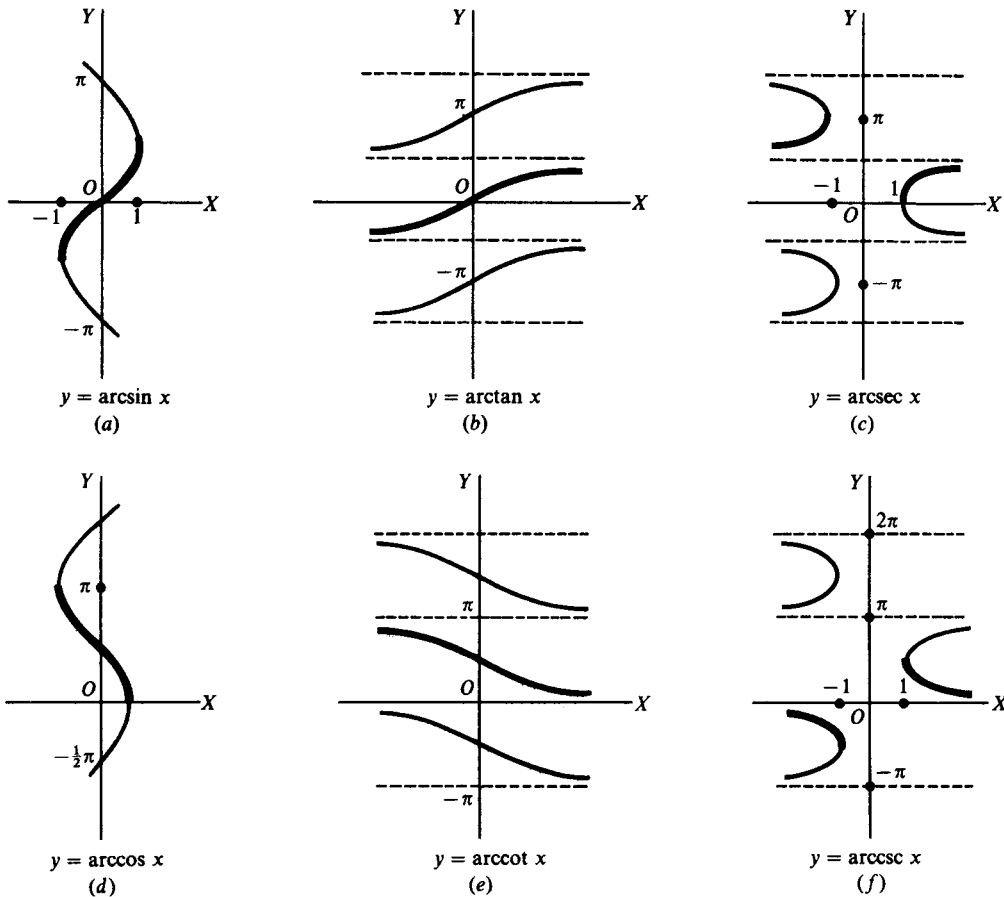 Y
π
O
−1
1
X
−π
y = arcsin x
(a)
Y
π
O
X
−π
y = arctan x
(b)
Y
π
−1
1
O
X
−π
y = arcsec x
(c)
Y
π
O
X
−½π
y = arccos x
(d)
Y
π
O
X
−π
y = arccot x
(e)
Y
2π
π
−1
1
O
X
−π
y = arccsc x
(f)